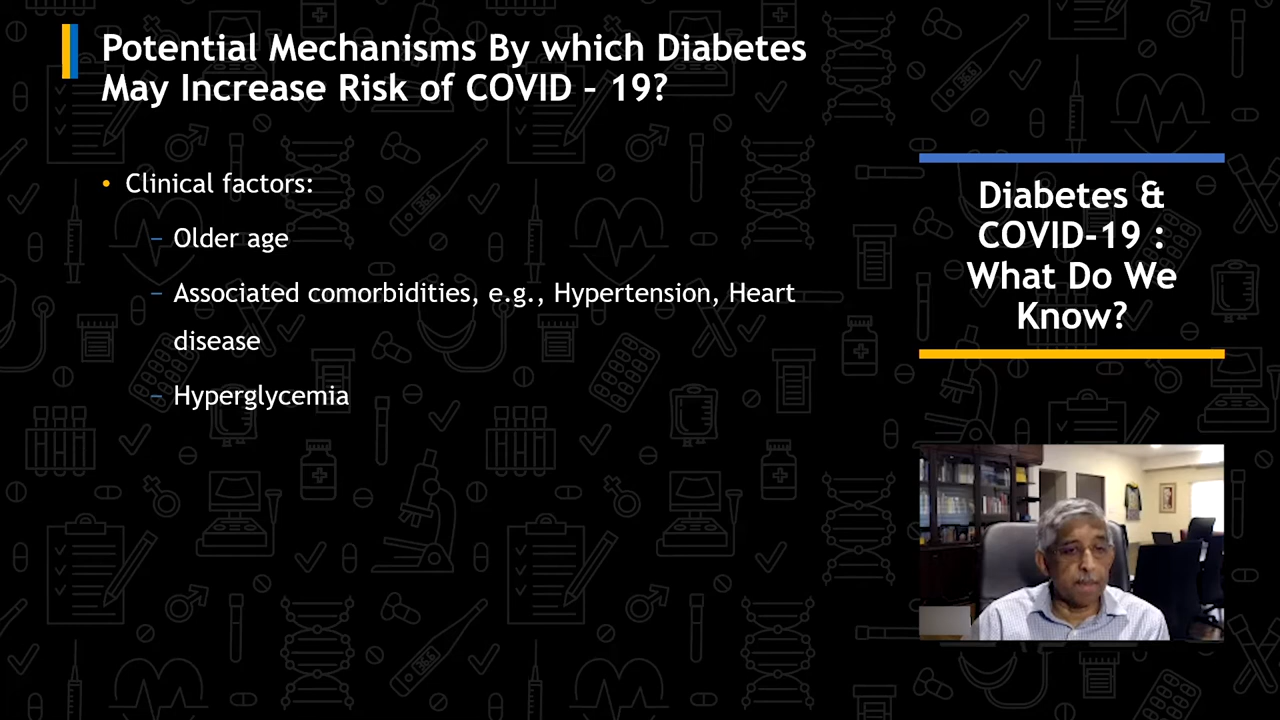 Potential Mechanisms By which Diabetes
May Increase Risk of COVID – 19?
• Clinical factors:
– Older age
– Associated comorbidities, e.g., Hypertension, Heart
disease
– Hyperglycemia
Diabetes &
COVID-19 :
What Do We
Know?